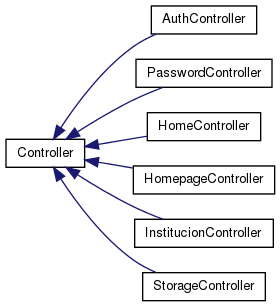 AuthController
PasswordController
HomeController
Controller
HomepageController
InstitucionController
StorageController